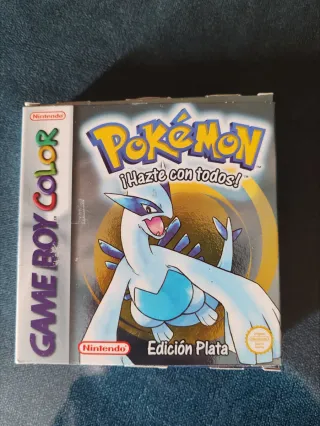 Nintendo
GAME BOY COLOR
POKéMON
¡Hazte con todos!
Nintendo
Edición Plata